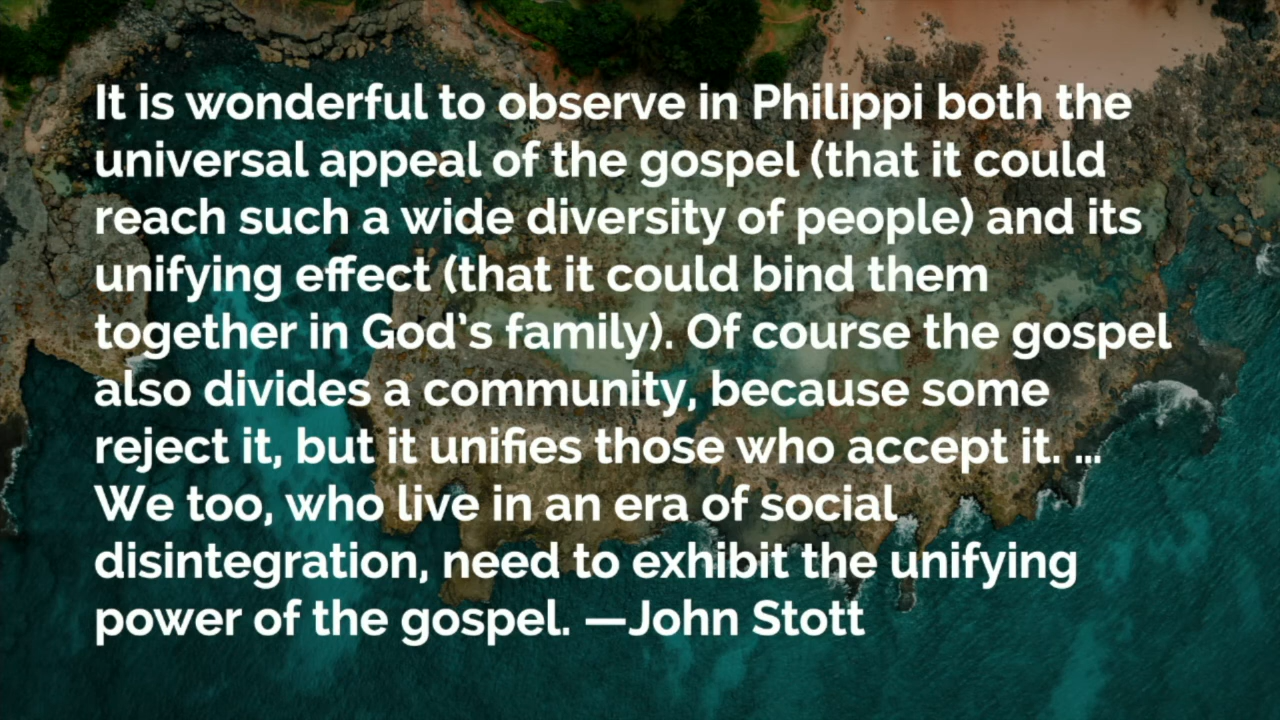 It is wonderful to observe in Philippi both the
universal appeal of the gospel (that it could
reach such a wide diversity of people) and its
unifying effect (that it could bind them
together in God's family). Of course the gospel
also divides a community, because some
reject it, but it unifies those who accept it. ...
We too, who live in an era of social
disintegration, need to exhibit the unifying
power of the gospel. —John Stott